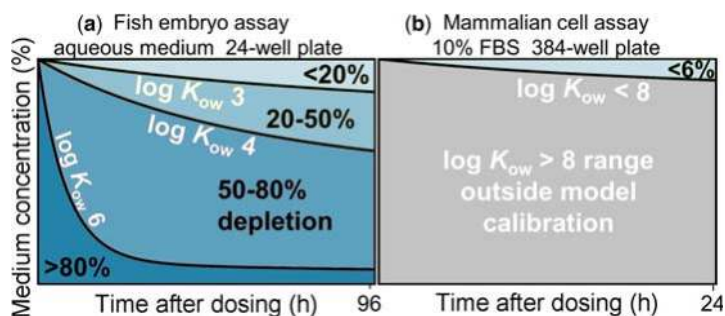 (a) Fish embryo assay
aqueous medium 24-well plate
(b) Mammalian cell assay
10% FBS 384-well plate
Medium concentration (%)
<20%
log Kow 3
20-50%
log Kow 4
log Kow 6
50-80%
depletion
>80%
Time after dosing (h)
96
<6%
log Kow < 8
log Kow > 8 range
outside model
calibration
Time after dosing (h)
24